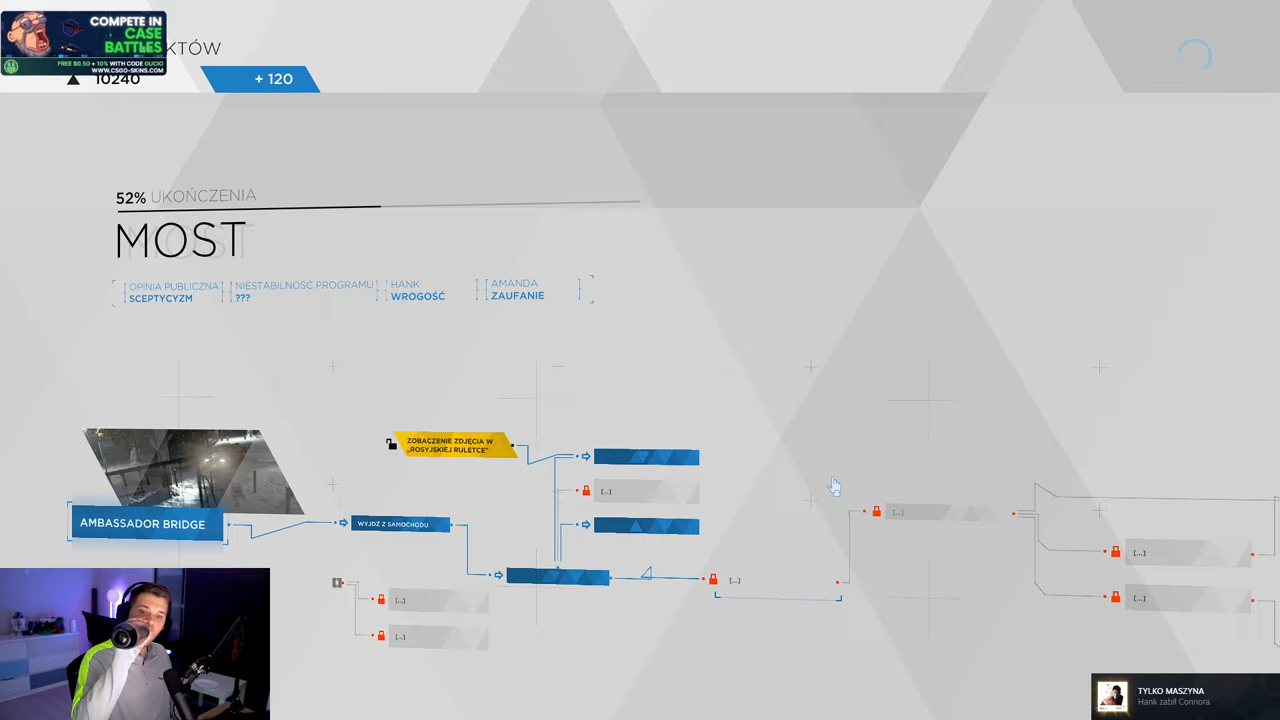 COMPETE IN
CASE
BATTLES
FREE $0.50 + 10% WITH CODE GUCIO
WWW.CSGO-SKINS.COM
KTÓW
10240
+ 120
52% UKOŃCZENIA
MOST
OPINIA PUBLICZNA
SCEPTYCYZM
NIESTABILNOŚĆ PROGRAMU
???
HANK
WROGOŚĆ
AMANDA
ZAUFANIE
ZOBACZENIE ZDJĘCIA W
„ROSYJSKIEJ RULETCE"
[...]
AMBASSADOR BRIDGE
WYJDŹ Z SAMOCHODU
[...]
[...]
[...]
[...]
[...]
[...]
TYLKO MASZYNA
Hank zabił Connora